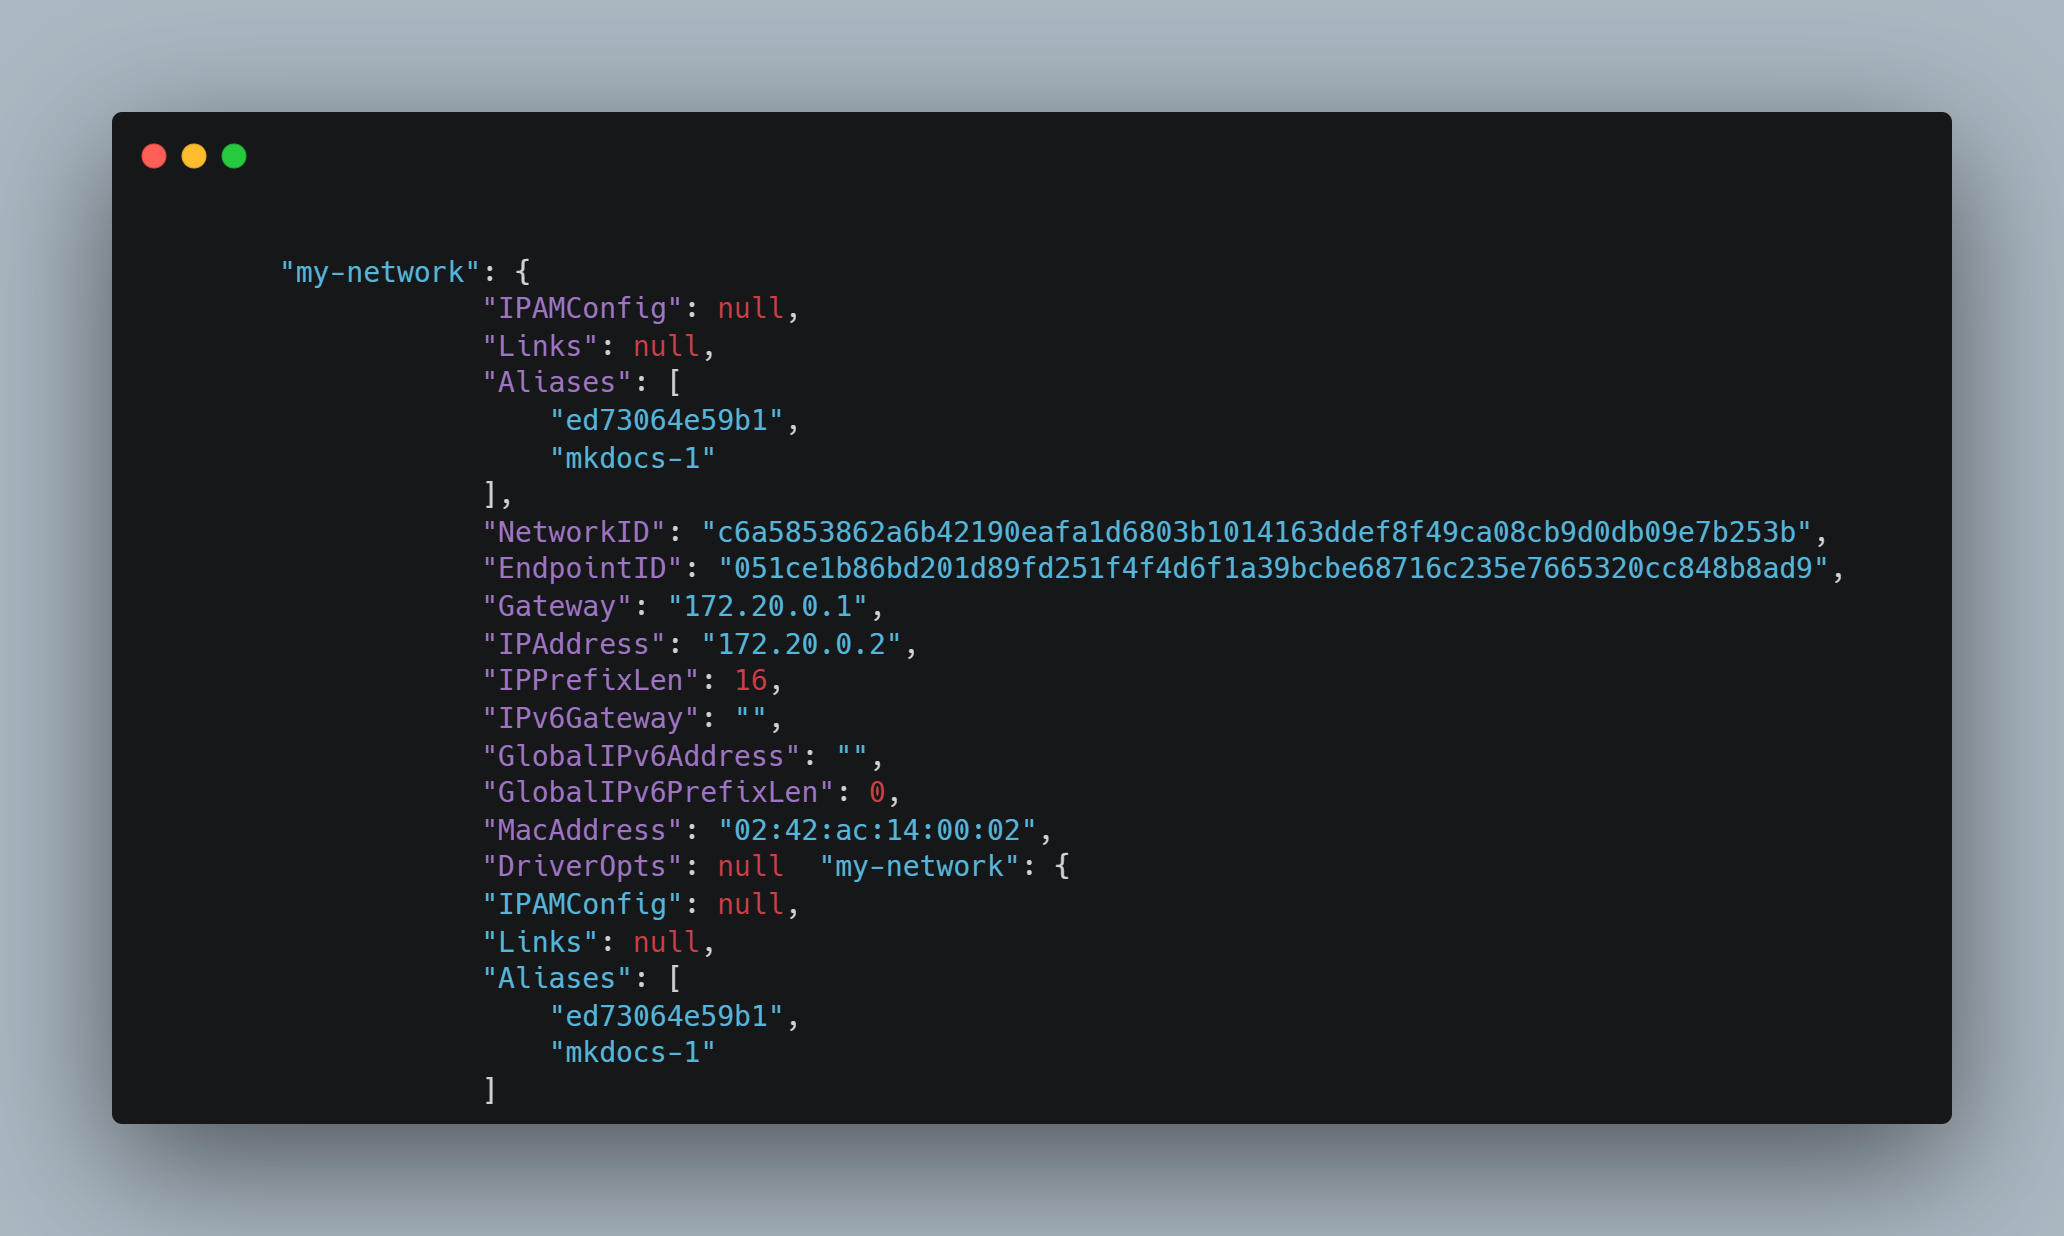 "my-network": {
"IPAMConfig": null,
"Links": null,
"Aliases": [
"ed73064e59b1",
"mkdocs-1"
],
"NetworkID": "c6a5853862a6b42190eafa1d6803b1014163ddef8f49ca08cb9d0db09e7b253b",
"EndpointID": "051ce1b86bd201d89fd251f4f4d6f1a39bcbe68716c235e7665320cc848b8ad9",
"Gateway": "172.20.0.1",
"IPAddress": "172.20.0.2",
"IPPrefixLen": 16,
"IPv6Gateway": "",
"GlobalIPv6Address": "",
"GlobalIPv6PrefixLen": 0,
"MacAddress": "02:42:ac:14:00:02",
"DriverOpts": null  "my-network": {
"IPAMConfig": null,
"Links": null,
"Aliases": [
"ed73064e59b1",
"mkdocs-1"
]